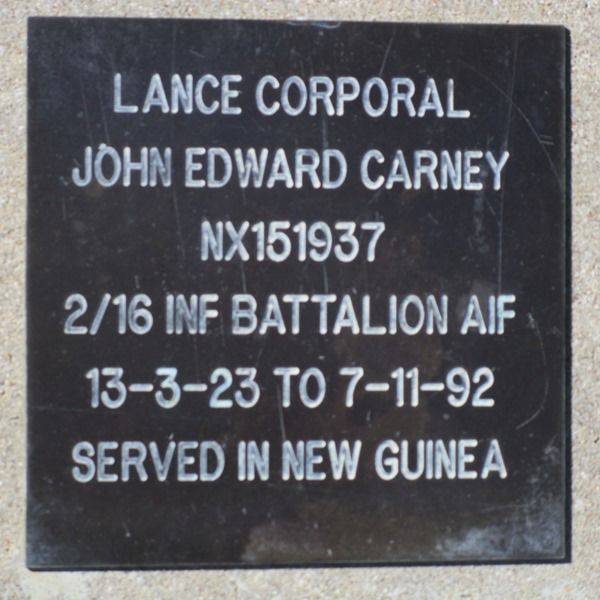 LANCE CORPORAL
JOHN EDWARD CARNEY
NX151937
2/16 INF BATTALION AIF
13-3-23 TO 7-11-92
SERVED IN NEW GUINEA